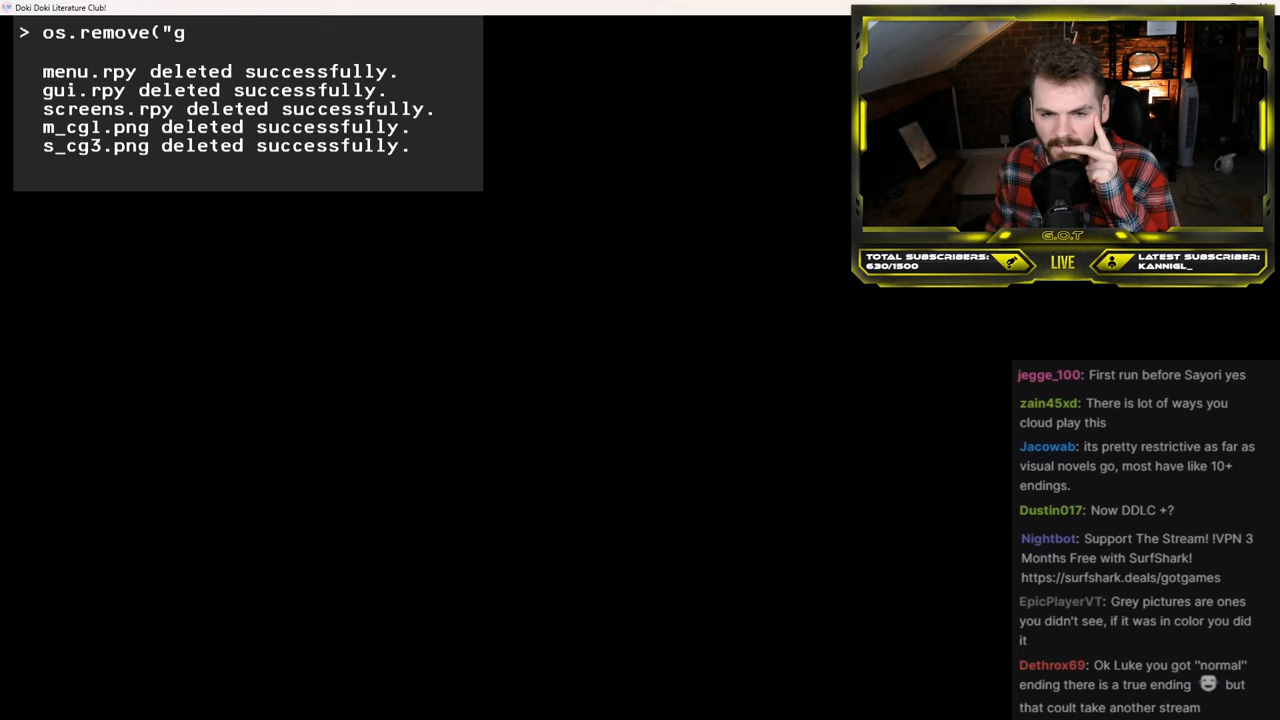 Doki Doki Literature Club!
> os.remove("g
menu.rpy deleted successfully.
gui.rpy deleted successfully.
screens.rpy deleted successfully.
m_cg1.png deleted successfully.
s_cg3.png deleted successfully.
G.O.T
TOTAL SUBSCRIBERS:
630/1500
LIVE
LATEST SUBSCRIBER:
KANNIGL_
jegge_100: First run before Sayori yes
zain45xd: There is lot of ways you
cloud play this
Jacowab: its pretty restrictive as far as
visual novels go, most have like 10+
endings.
Dustin017: Now DDLC +?
Nightbot: Support The Stream! !VPN 3
Months Free with SurfShark!
https://surfshark.deals/gotgames
EpicPlayerVT: Grey pictures are ones
you didn't see, if it was in color you did
it
Dethrox69: Ok Luke you got "normal"
ending there is a true ending but
that coult take another stream